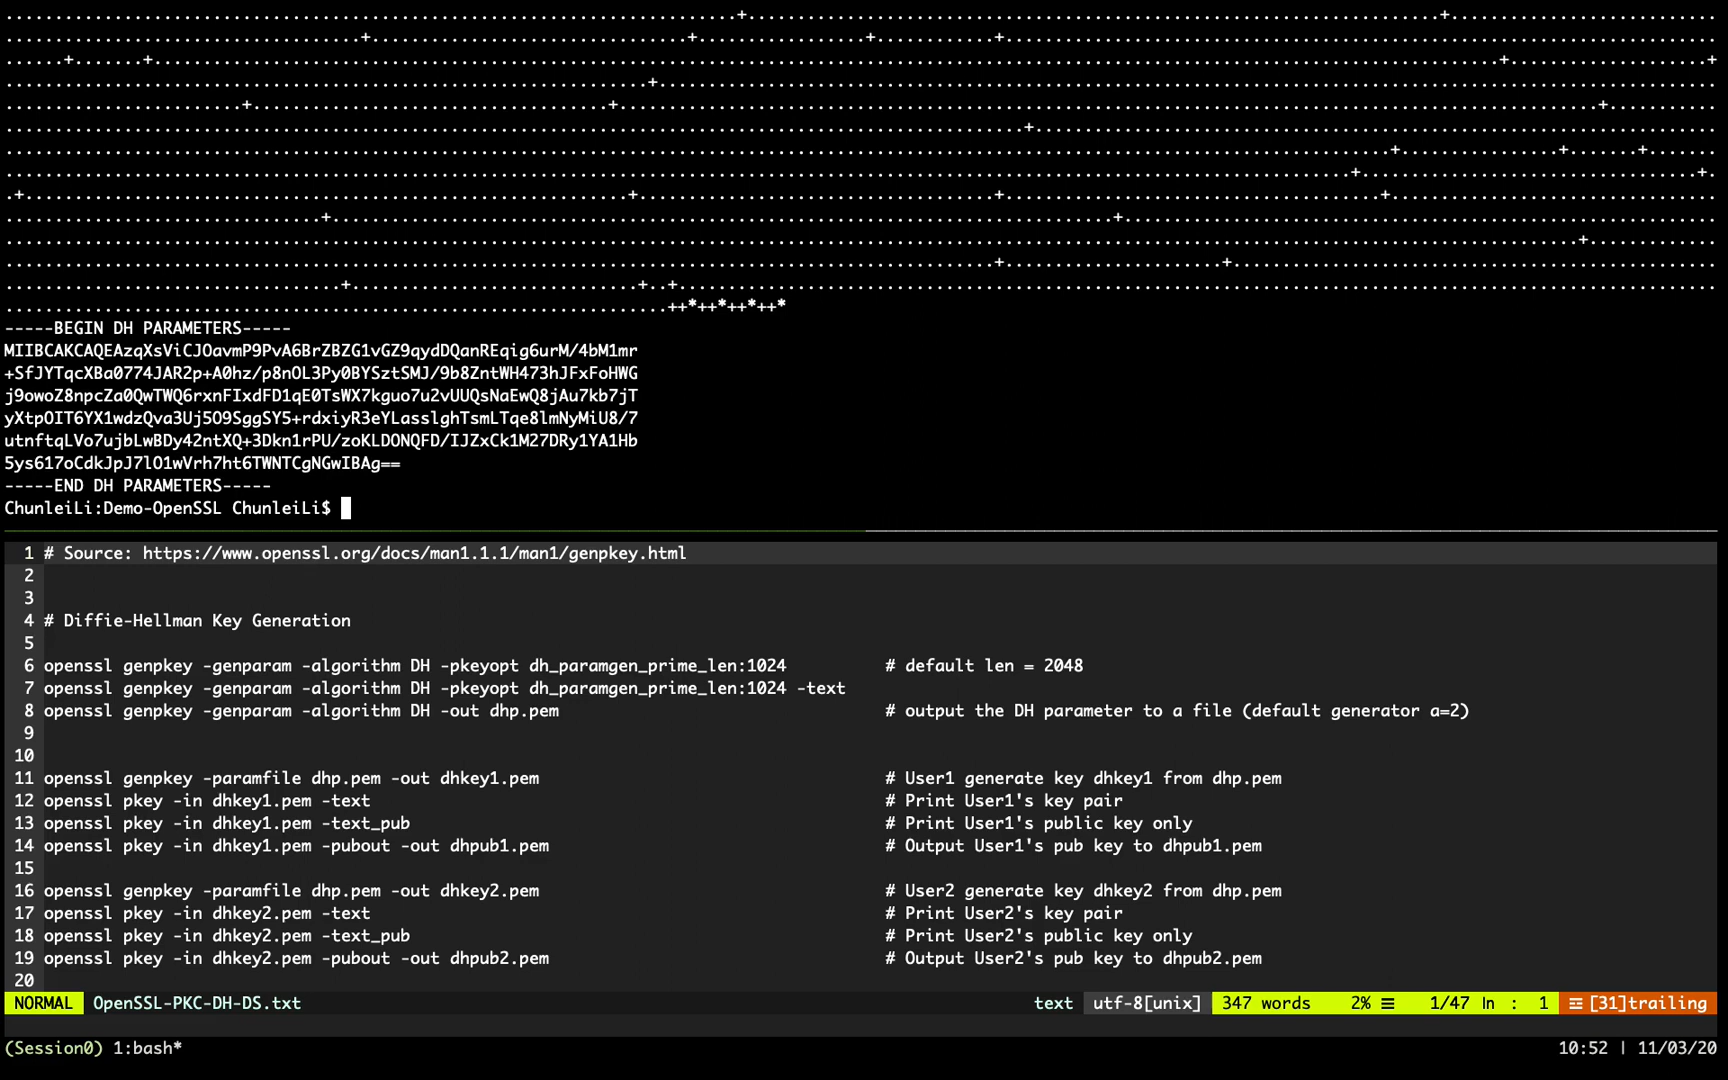 ++*++*++*++*
-----BEGIN DH PARAMETERS-----
MIIBCAKCAQEAzqXsViCJOavmP9PvA6BrZBZG1vGZ9qydDQanREqig6urM/4bM1mr
+SfJYTqcXBa0774JAR2p+A0hz/p8nOL3Py0BYSztSMJ/9b8ZntWH473hJFxFoHWG
j9owoZ8npcZa0QwTWQ6rxnFIxdFD1qE0TsWX7kguo7u2vUUQsNaEwQ8jAu7kb7jT
yXtpOIT6YX1wdzQva3Uj5O9SggSY5+rdxiyR3eYLasslghTsmLTqe8lmNyMiU8/7
utnftqLVo7ujbLwBDy42ntXQ+3Dkn1rPU/zoKLDONQFD/IJZxCk1M27DRy1YA1Hb
5ys617oCdkJpJ7lO1wVrh7ht6TWNTCgNGwIBAg==
-----END DH PARAMETERS-----
ChunleiLi:Demo-OpenSSL ChunleiLi$
1 # Source: https://www.openssl.org/docs/man1.1.1/man1/genpkey.html
2
3
4 # Diffie-Hellman Key Generation
5
6 openssl genpkey -genparam -algorithm DH -pkeyopt dh_paramgen_prime_len:1024 # default len = 2048
7 openssl genpkey -genparam -algorithm DH -pkeyopt dh_paramgen_prime_len:1024 -text
8 openssl genpkey -genparam -algorithm DH -out dhp.pem # output the DH parameter to a file (default generator a=2)
9
10
11 openssl genpkey -paramfile dhp.pem -out dhkey1.pem # User1 generate key dhkey1 from dhp.pem
12 openssl pkey -in dhkey1.pem -text # Print User1's key pair
13 openssl pkey -in dhkey1.pem -text_pub # Print User1's public key only
14 openssl pkey -in dhkey1.pem -pubout -out dhpub1.pem # Output User1's pub key to dhpub1.pem
15
16 openssl genpkey -paramfile dhp.pem -out dhkey2.pem # User2 generate key dhkey2 from dhp.pem
17 openssl pkey -in dhkey2.pem -text # Print User2's key pair
18 openssl pkey -in dhkey2.pem -text_pub # Print User2's public key only
19 openssl pkey -in dhkey2.pem -pubout -out dhpub2.pem # Output User2's pub key to dhpub2.pem
20
NORMAL OpenSSL-PKC-DH-DS.txt text utf-8[unix] 347 words 2% ☰ 1/47 ln : 1 ☲ [31]trailing
(Session0) 1:bash* 10:52 | 11/03/20